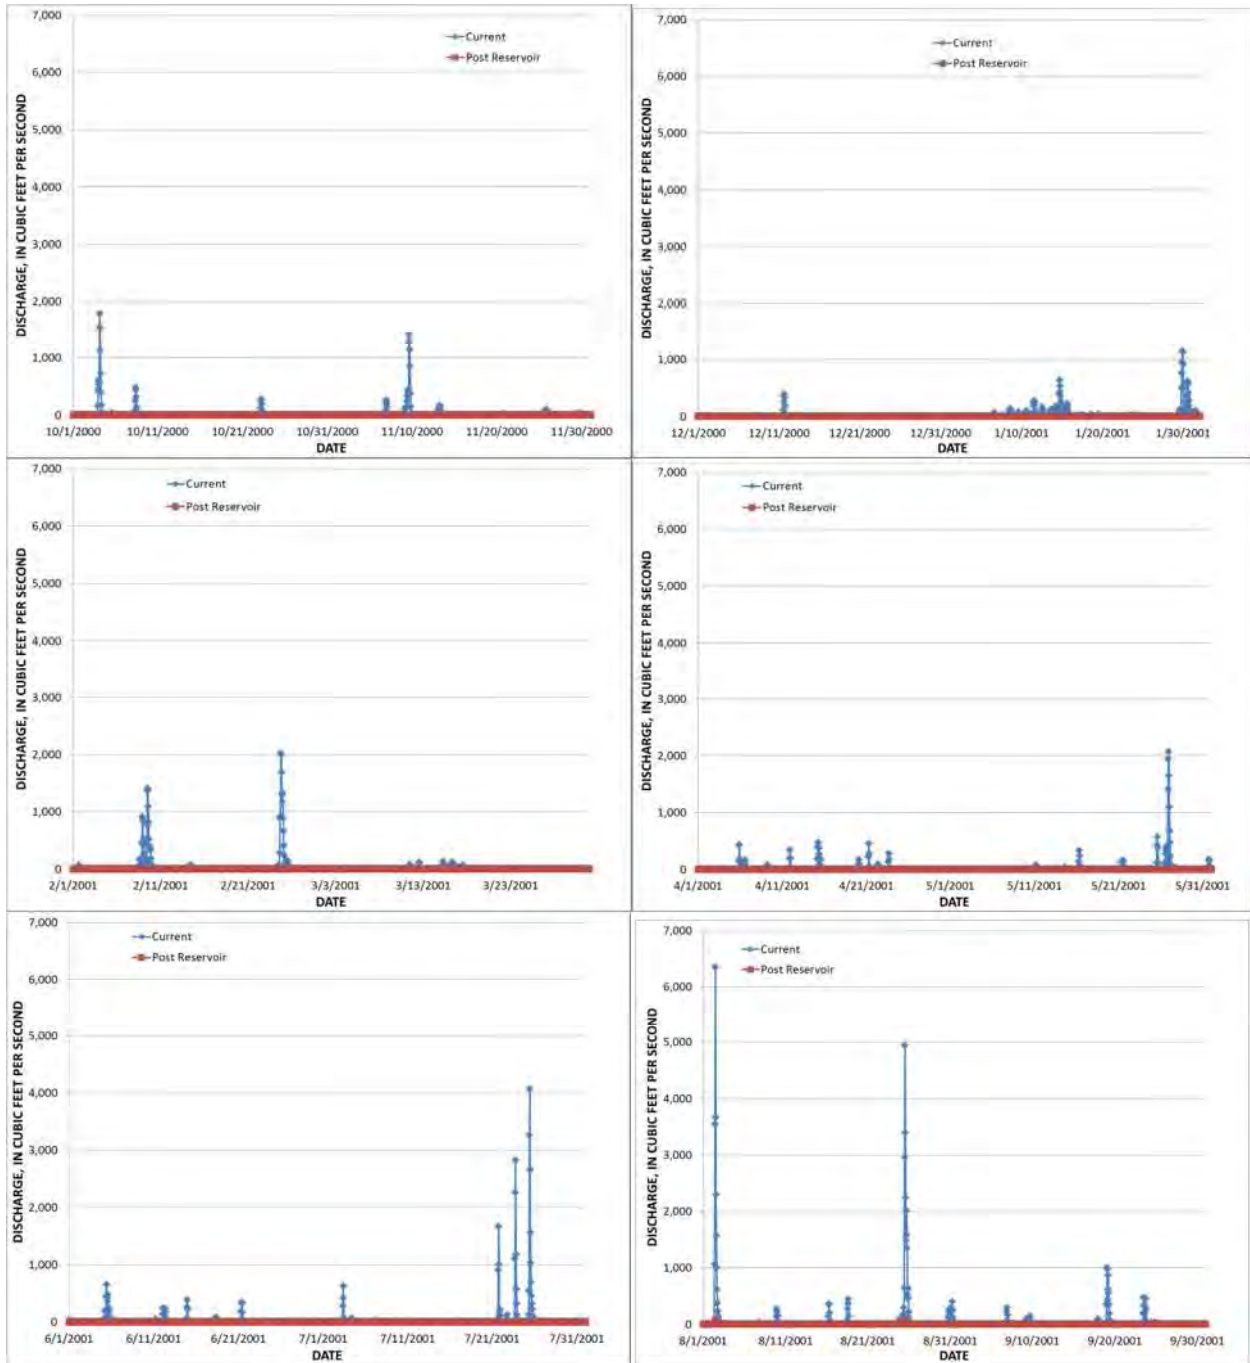 7,000
6,000
5,000
4,000
3,000
2,000
1,000
0
DISCHARGE, IN CUBIC FEET PER SECOND
Current
Post Reservoir
10/1/2000 10/11/2000 10/21/2000 10/31/2000 11/10/2000 11/20/2000 11/30/2000
DATE
7,000
6,000
5,000
4,000
3,000
2,000
1,000
0
DISCHARGE, IN CUBIC FEET PER SECOND
Current
Post Reservoir
12/1/2000 12/11/2000 12/21/2000 12/31/2000 1/10/2001 1/20/2001 1/30/2001
DATE
7,000
6,000
5,000
4,000
3,000
2,000
1,000
0
DISCHARGE, IN CUBIC FEET PER SECOND
Current
Post Reservoir
2/1/2001 2/11/2001 2/21/2001 3/3/2001 3/13/2001 3/23/2001
DATE
7,000
6,000
5,000
4,000
3,000
2,000
1,000
0
DISCHARGE, IN CUBIC FEET PER SECOND
Current
Post Reservoir
4/1/2001 4/11/2001 4/21/2001 5/1/2001 5/11/2001 5/21/2001 5/31/2001
DATE
7,000
6,000
5,000
4,000
3,000
2,000
1,000
0
DISCHARGE, IN CUBIC FEET PER SECOND
Current
Post Reservoir
6/1/2001 6/11/2001 6/21/2001 7/1/2001 7/11/2001 7/21/2001 7/31/2001
DATE
7,000
6,000
5,000
4,000
3,000
2,000
1,000
0
DISCHARGE, IN CUBIC FEET PER SECOND
Current
Post Reservoir
8/1/2001 8/11/2001 8/21/2001 8/31/2001 9/10/2001 9/20/2001 9/30/2001
DATE